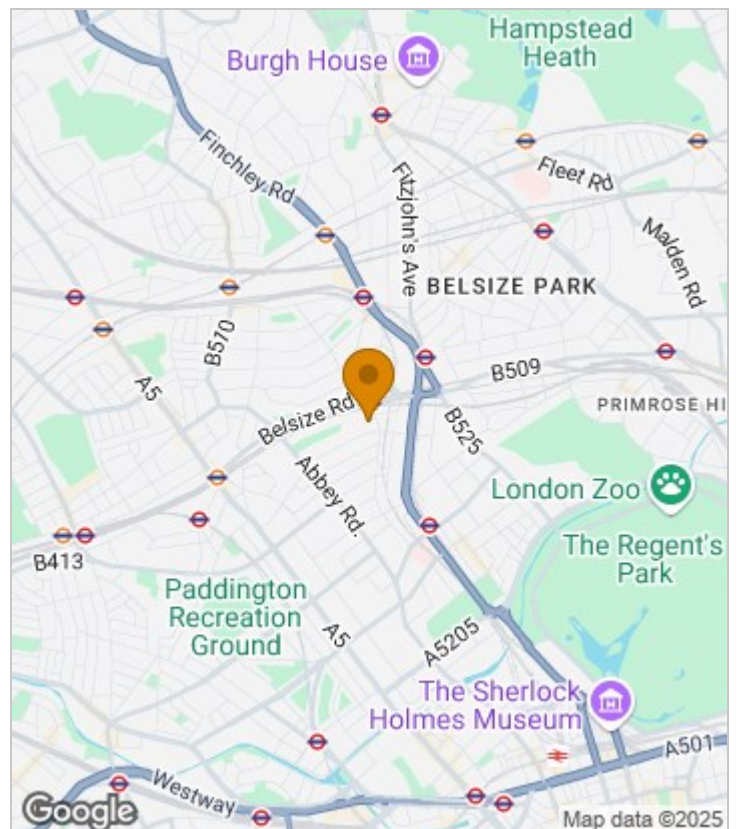 Hampstead
Heath
Burgh House
Finchley Rd
Fitzjohn's Ave
Fleet Rd
Malden Rd
BELSIZE PARK
B510
A5
B509
Belsize Rd
PRIMROSE HI
B525
Abbey Rd.
London Zoo
The Regent's
Park
B413
Paddington
Recreation
Ground
A5
A5205
The Sherlock
Holmes Museum
A501
Westway
Google
Map data ©2025